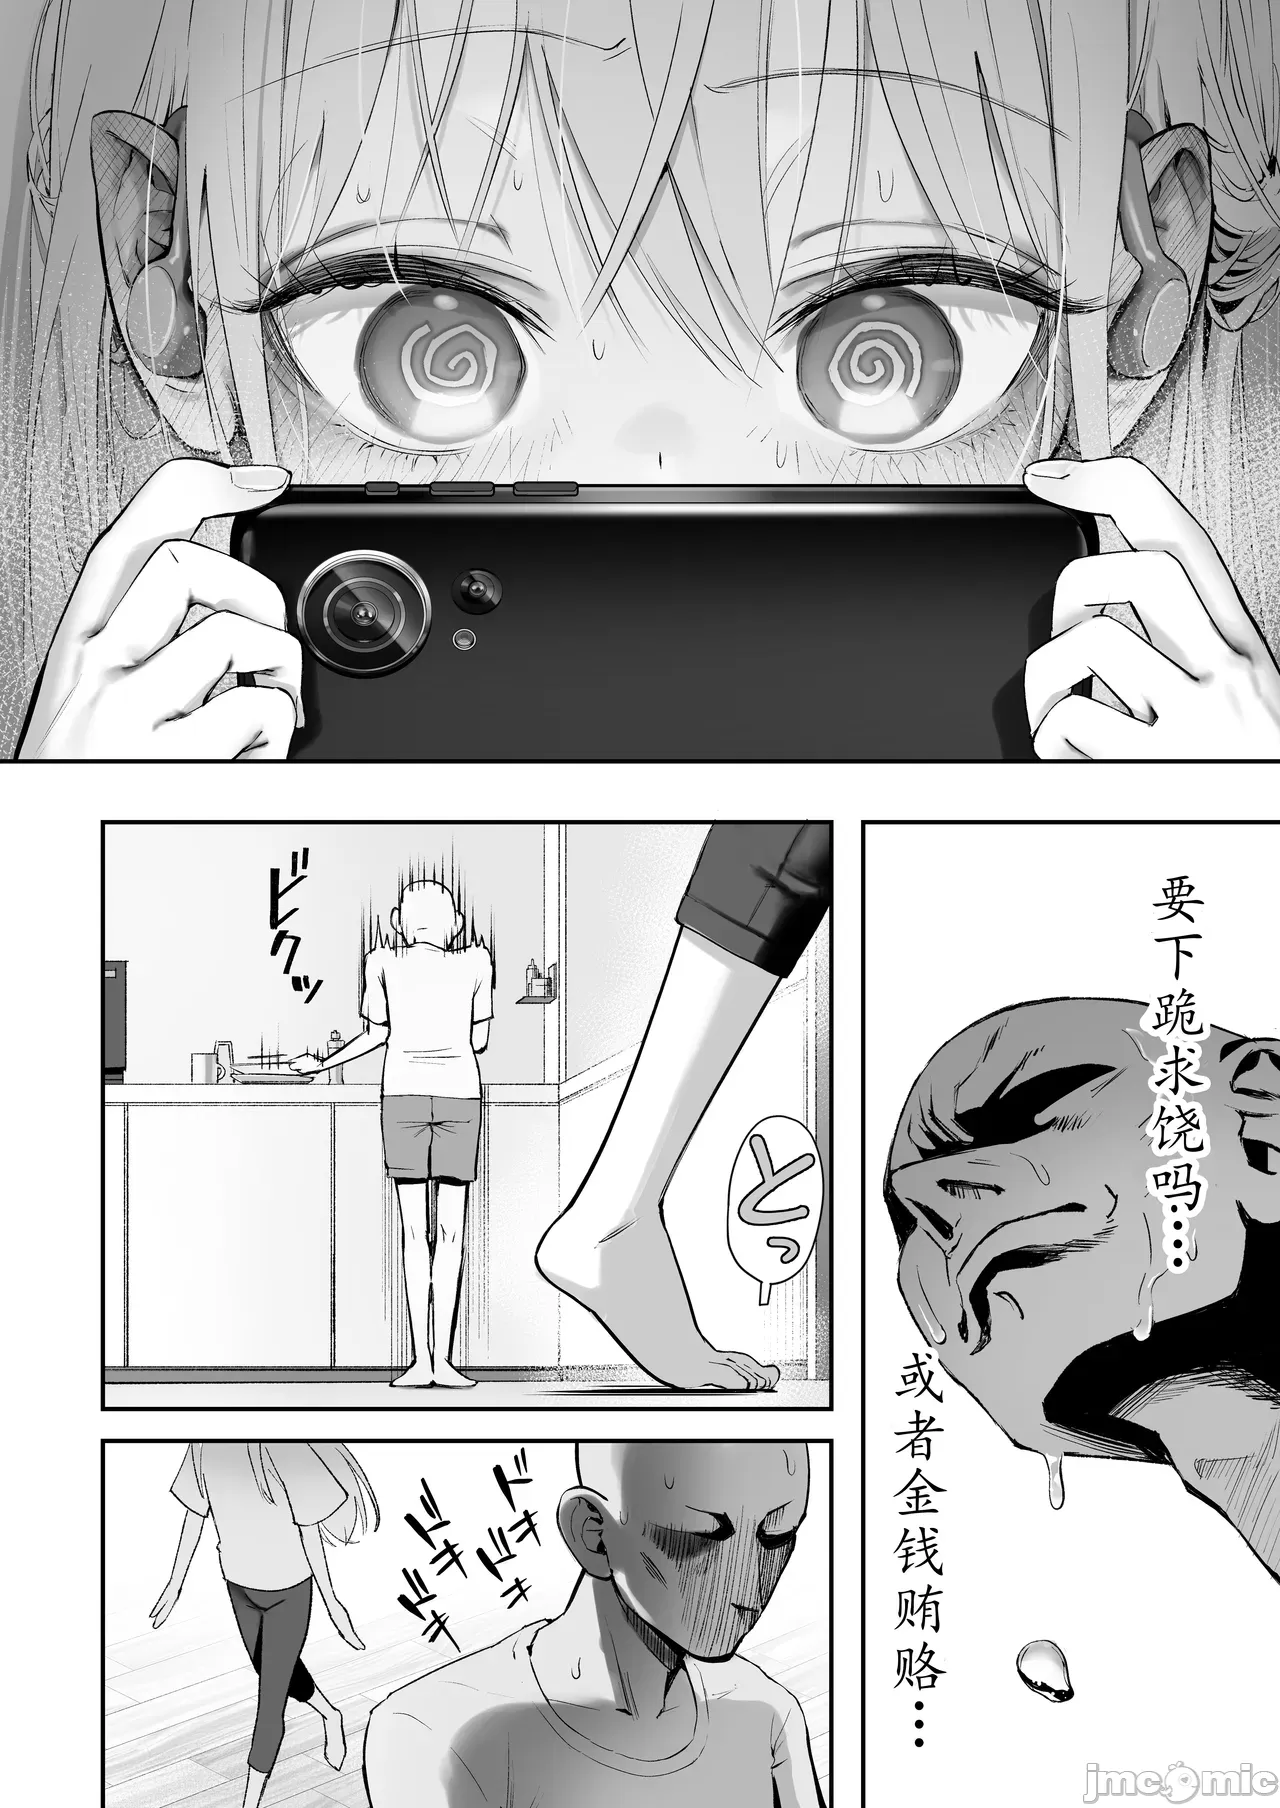 要下跪求饶吗……
或者金钱贿赂……
とっ
ビクッ
ドキ
ドキ
ドキ
ドキ
jmcomic